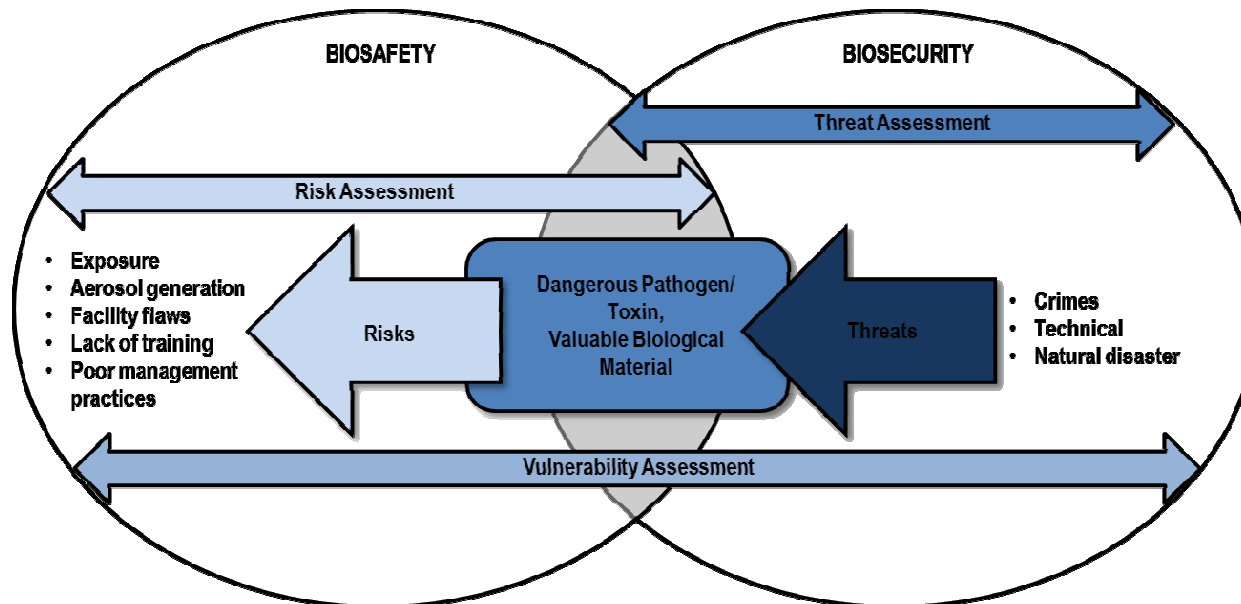 BIOSAFETY
BIOSECURITY
Threat Assessment
Risk Assessment
• Exposure
• Aerosol generation
• Facility flaws
• Lack of training
• Poor management
practices
Risks
Dangerous Pathogen/
Toxin,
Valuable Biological
Material
Threats
• Crimes
• Technical
• Natural disaster
Vulnerability Assessment